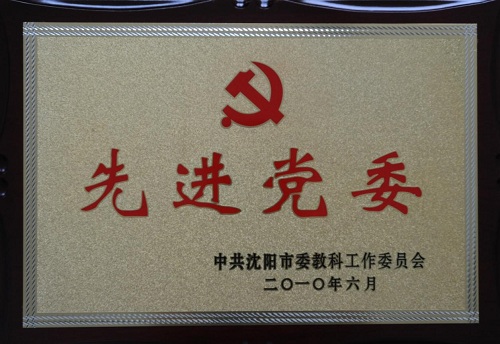 先进党委
中共沈阳市委教科工作委员会
二〇一〇年六月